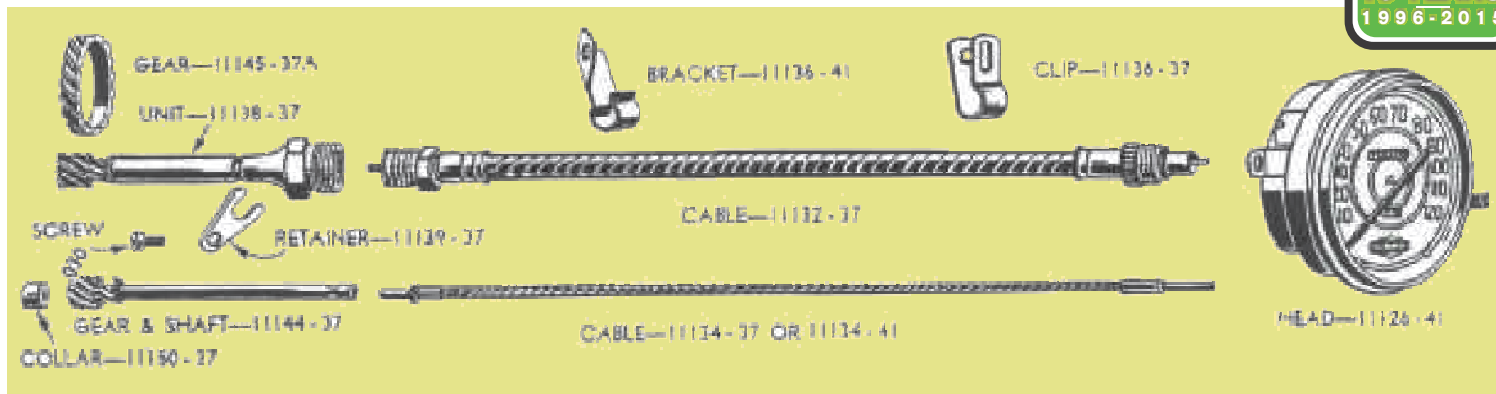 1996-2015
GEAR—11145-37A
BRACKET—11136-41
CLIP—11136-37
UNIT—11138-37
CABLE—11132-37
SCREW
RETAINER—11139-37
GEAR & SHAFT—11144-37
CABLE—11134-37 OR 11134-41
HEAD—11126-41
COLLAR—11150-37